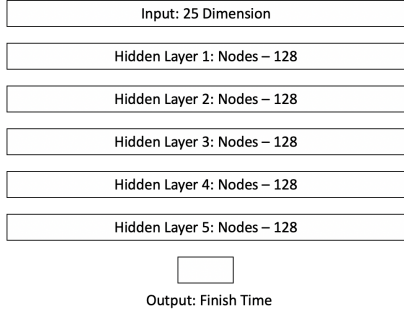 Input: 25 Dimension
Hidden Layer 1: Nodes – 128
Hidden Layer 2: Nodes – 128
Hidden Layer 3: Nodes – 128
Hidden Layer 4: Nodes – 128
Hidden Layer 5: Nodes – 128
Output: Finish Time